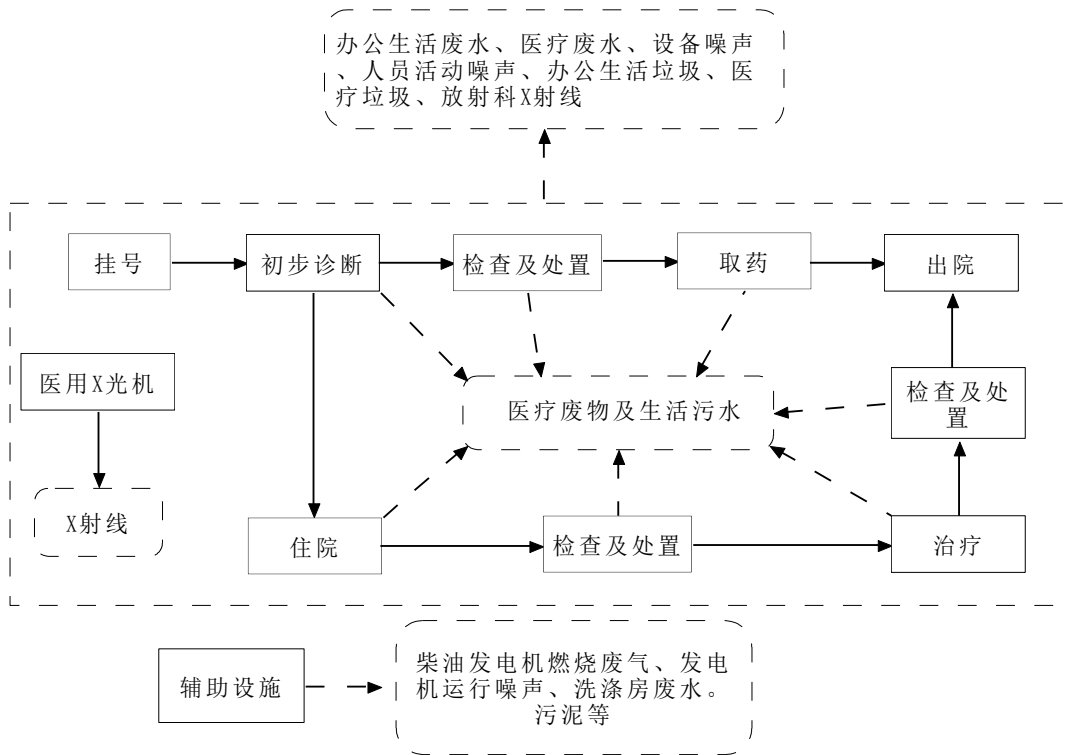 办公生活废水、医疗废水、设备噪声
、人员活动噪声、办公生活垃圾、医
疗垃圾、放射科X射线
挂号
初步诊断
检查及处置
取药
出院
医用X光机
医疗废物及生活污水
检查及处
置
X射线
住院
检查及处置
治疗
辅助设施
柴油发电机燃烧废气、发电
机运行噪声、洗涤房废水。
污泥等